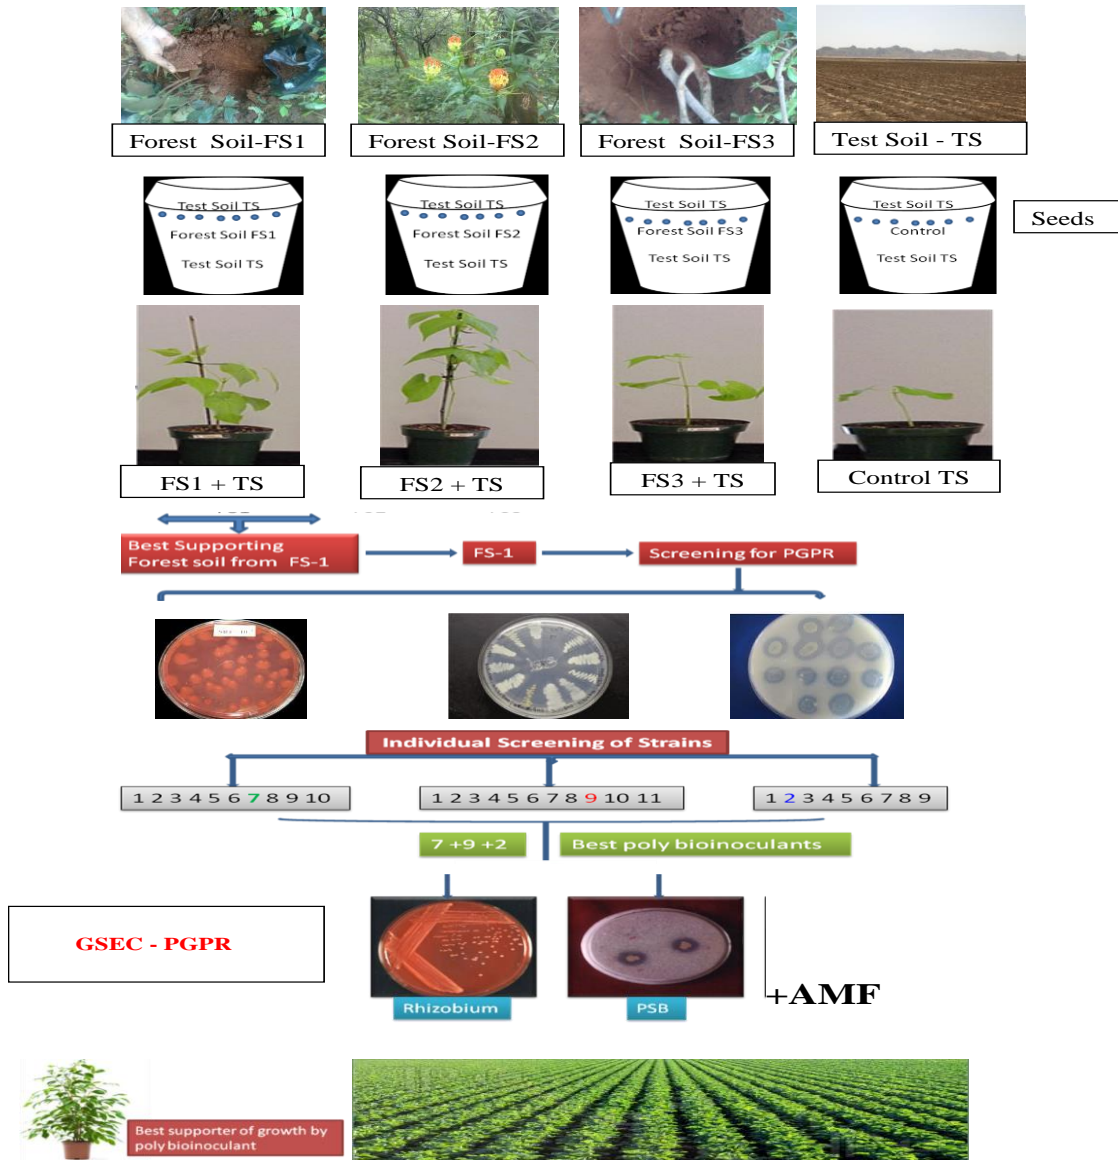 Forest Soil-FS1
Forest Soil-FS2
Forest Soil-FS3
Test Soil - TS
Test Soil TS
Forest Soil FS1
Test Soil TS
Test Soil TS
Forest Soil FS2
Test Soil TS
Test Soil TS
Forest Soil FS3
Test Soil TS
Test Soil TS
Control
Test Soil TS
Seeds
FS1 + TS
FS2 + TS
FS3 + TS
Control TS
Best Supporting
Forest soil from FS-1
FS-1
Screening for PGPR
Individual Screening of Strains
1 2 3 4 5 6 7 8 9 10
1 2 3 4 5 6 7 8 9 10 11
1 2 3 4 5 6 7 8 9
7 +9 +2
Best poly bioinoculants
GSEC - PGPR
Rhizobium
PSB
+AMF
Best supporter of growth by
poly bioinoculant